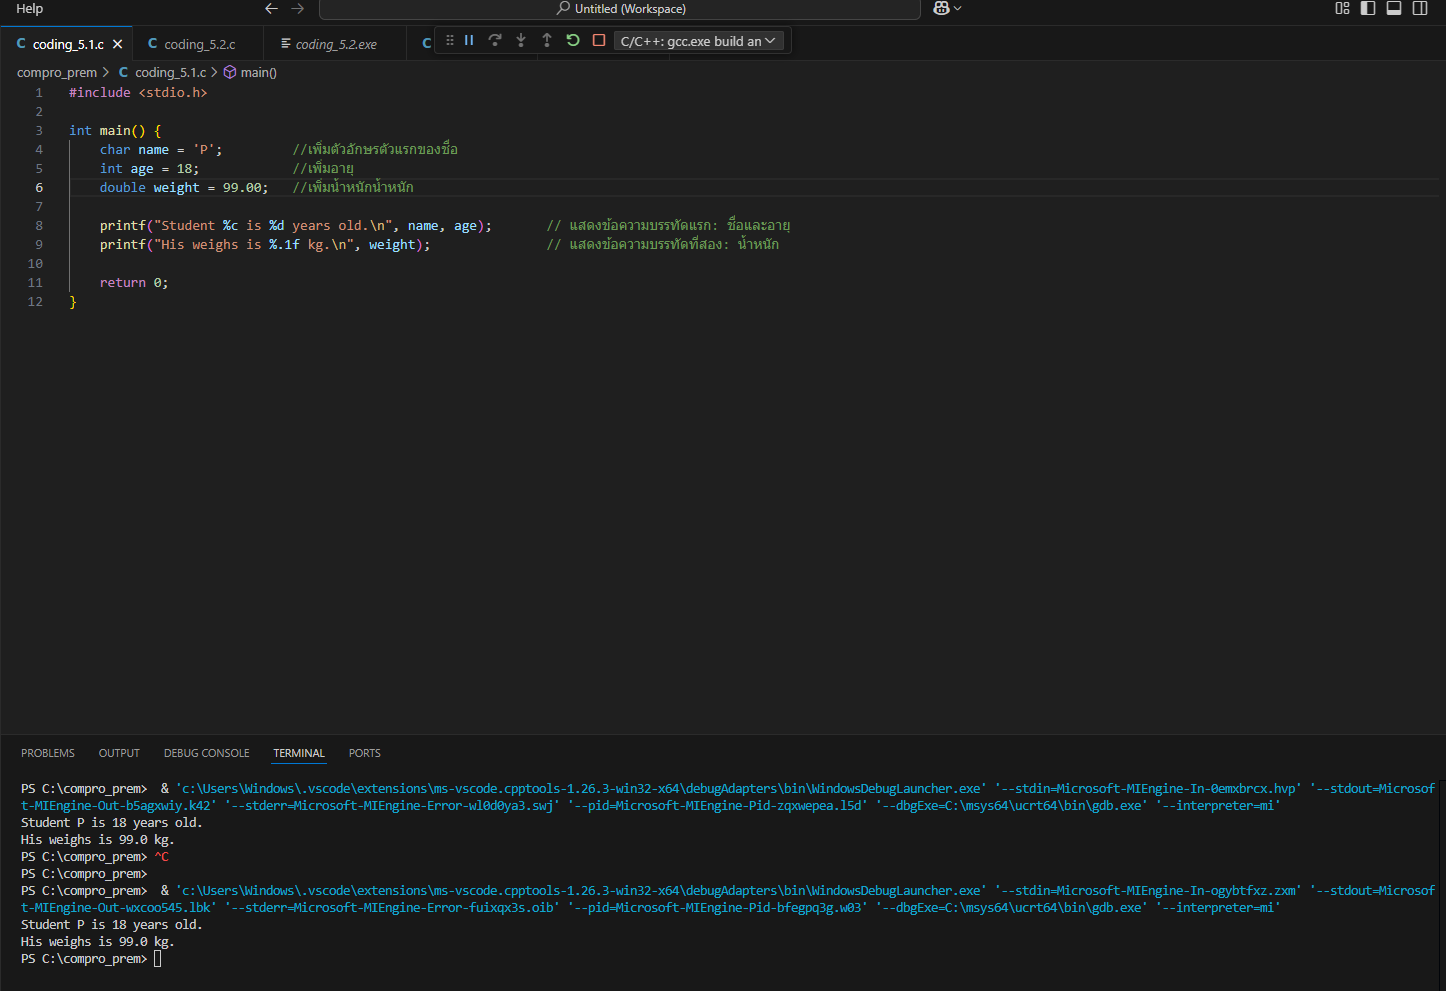 Help
Untitled (Workspace)
coding_5.1.c
coding_5.2.c
coding_5.2.exe
C/C++: gcc.exe build an
compro_prem > C coding_5.1.c > main()
1 #include <stdio.h>
2
3 int main() {
4 char name = 'P'; //เพิ่มตัวอักษรตัวแรกของชื่อ
5 int age = 18; //เพิ่มอายุ
6 double weight = 99.00; //เพิ่มน้ำหนักน้ำหนัก
7
8 printf("Student %c is %d years old.\n", name, age); // แสดงข้อความบรรทัดแรก: ชื่อและอายุ
9 printf("His weighs is %.1f kg.\n", weight); // แสดงข้อความบรรทัดที่สอง: น้ำหนัก
10
11 return 0;
12 }
PROBLEMS OUTPUT DEBUG CONSOLE TERMINAL PORTS
PS C:\compro_prem> & 'c:\Users\Windows\.vscode\extensions\ms-vscode.cpptools-1.26.3-win32-x64\debugAdapters\bin\WindowsDebugLauncher.exe' '--stdin=Microsoft-MIEngine-In-0emxbrcx.hvp' '--stdout=Microsof
t-MIEngine-Out-b5agxwiy.k42' '--stderr=Microsoft-MIEngine-Error-wl0d0ya3.swj' '--pid=Microsoft-MIEngine-Pid-zqxwepea.l5d' '--dbgExe=C:\msys64\ucrt64\bin\gdb.exe' '--interpreter=mi'
Student P is 18 years old.
His weighs is 99.0 kg.
PS C:\compro_prem> ^C
PS C:\compro_prem>
PS C:\compro_prem> & 'c:\Users\Windows\.vscode\extensions\ms-vscode.cpptools-1.26.3-win32-x64\debugAdapters\bin\WindowsDebugLauncher.exe' '--stdin=Microsoft-MIEngine-In-ogybtfxz.zxm' '--stdout=Microsof
t-MIEngine-Out-wxcoo545.lbk' '--stderr=Microsoft-MIEngine-Error-fuixqx3s.oib' '--pid=Microsoft-MIEngine-Pid-bfegpq3g.w03' '--dbgExe=C:\msys64\ucrt64\bin\gdb.exe' '--interpreter=mi'
Student P is 18 years old.
His weighs is 99.0 kg.
PS C:\compro_prem>